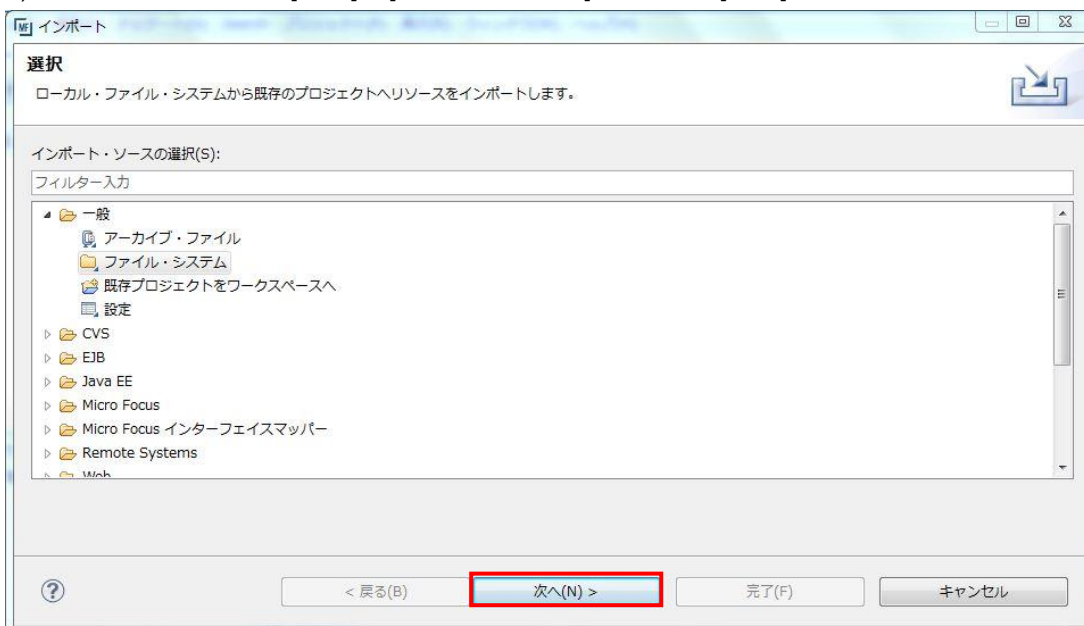 インポート
選択
ローカル・ファイル・システムから既存のプロジェクトへリソースをインポートします。
インポート・ソースの選択(S):
フィルター入力
一般
アーカイブ・ファイル
ファイル・システム
既存プロジェクトをワークスペースへ
設定
CVS
EJB
Java EE
Micro Focus
Micro Focus インターフェイスマッパー
Remote Systems
Web
< 戻る(B) 次へ(N) > 完了(F) キャンセル